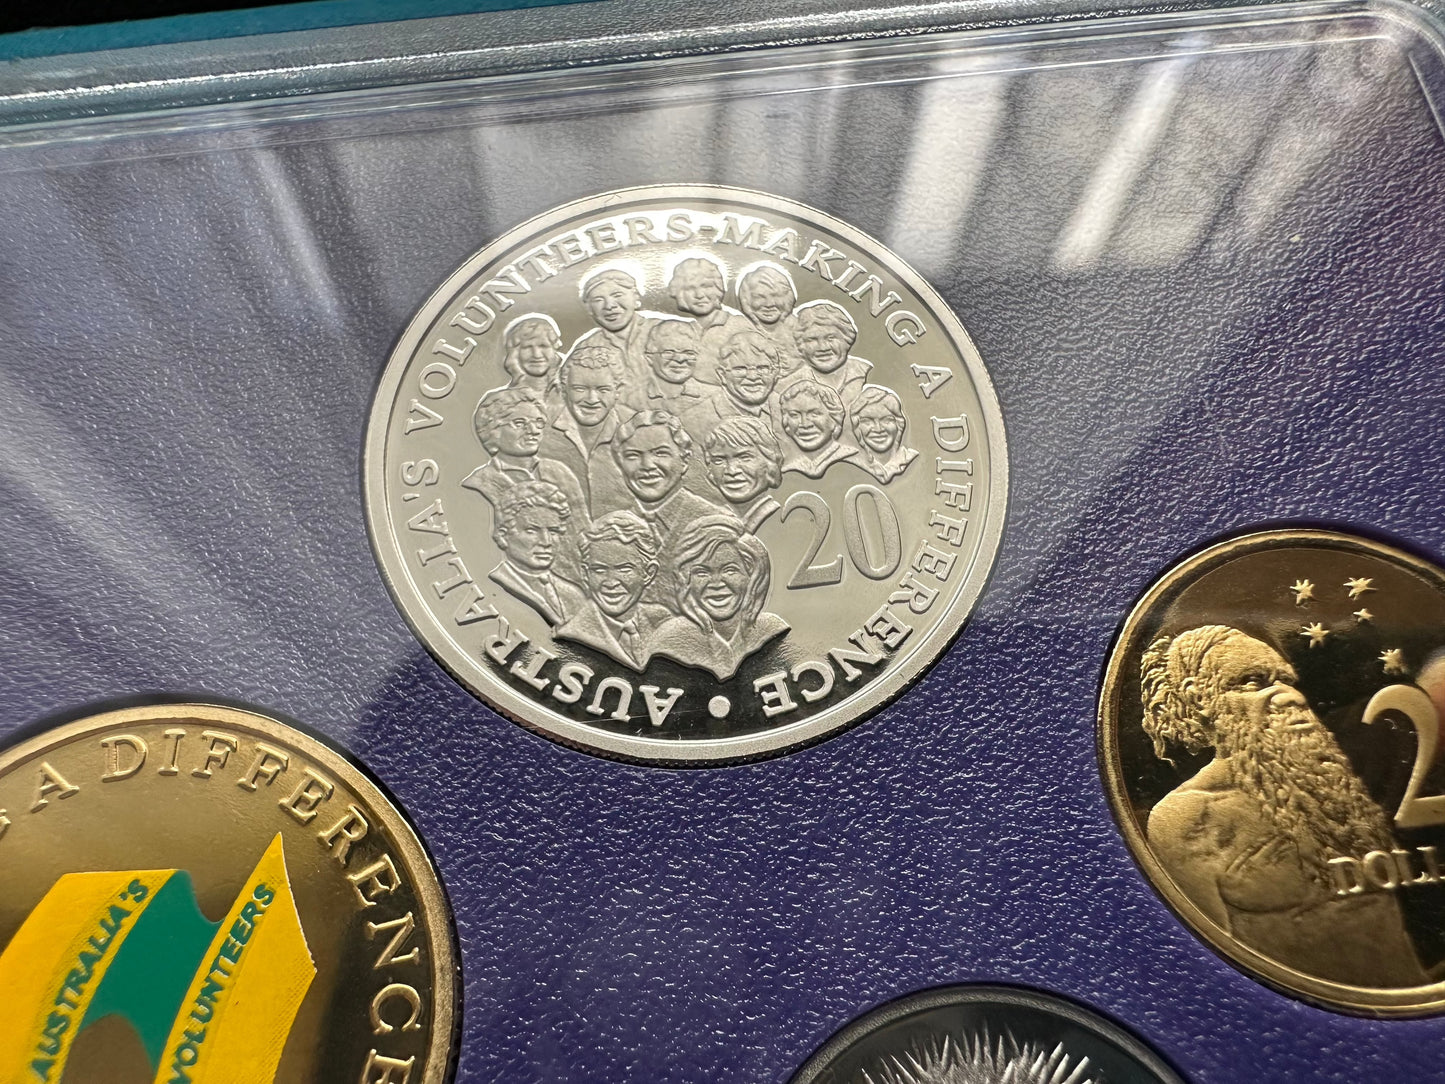 AUSTRALIA'S VOLUNTEERS-MAKING A DIFFERENCE •
20
A DIFFERENCE
AUSTRALIA'S
VOLUNTEERS
2
DOLL